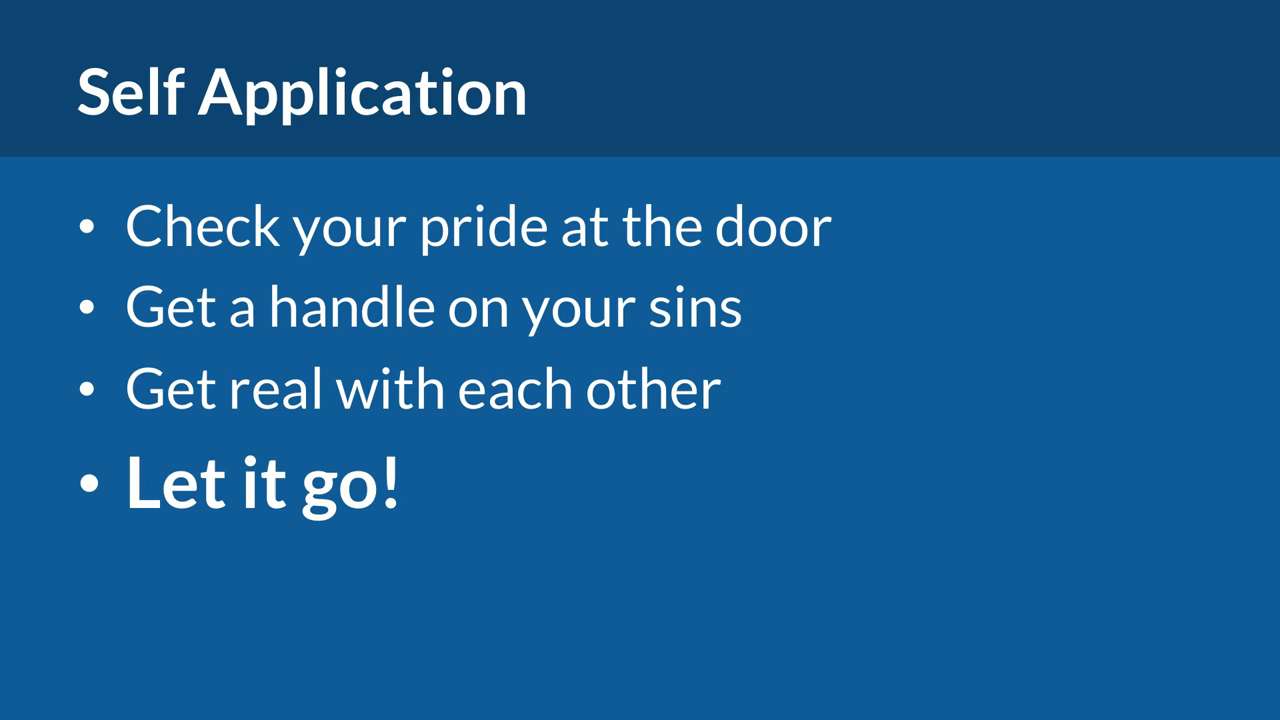 Self Application
• Check your pride at the door
• Get a handle on your sins
• Get real with each other
• Let it go!